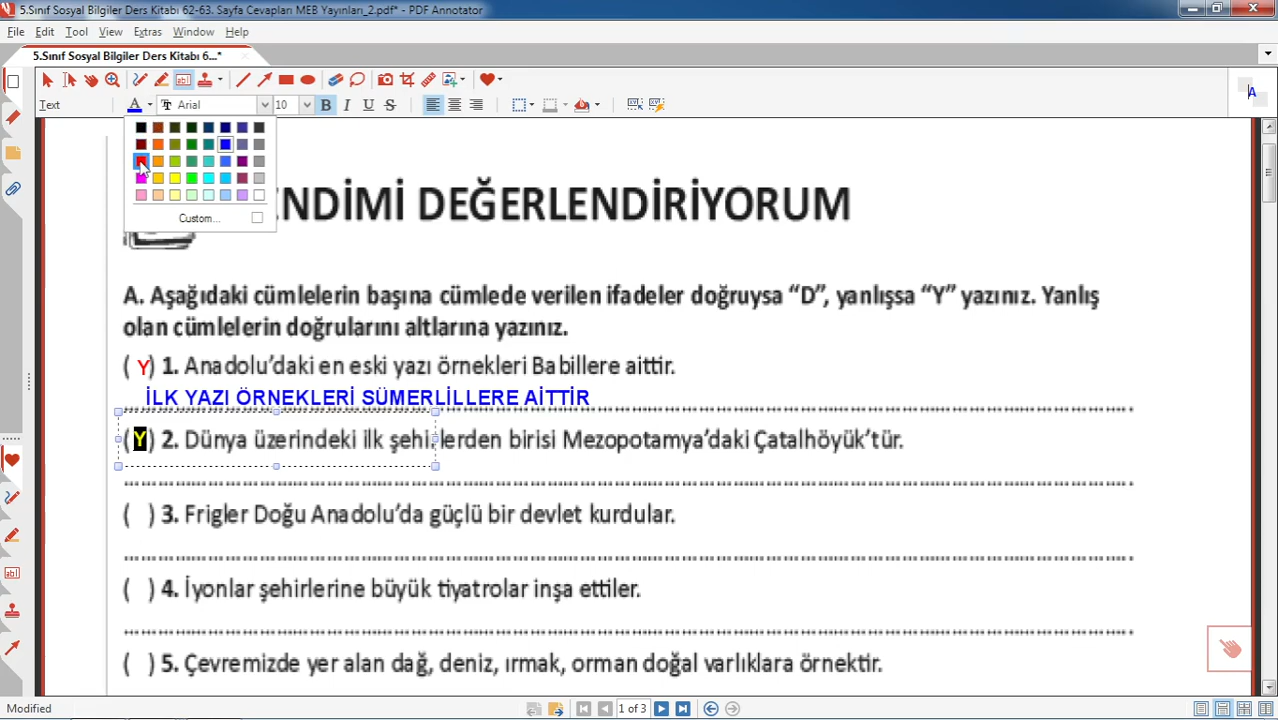 5.Sınıf Sosyal Bilgiler Ders Kitabı 62-63. Sayfa Cevapları MEB Yayınları_2.pdf* - PDF Annotator
File Edit Tool View Extras Window Help
5.Sınıf Sosyal Bilgiler Ders Kitabı 6...*
Text A Arial 10 B I U S
Custom...
A
ENDİMİ DEĞERLENDİRİYORUM
A. Aşağıdaki cümlelerin başına cümlede verilen ifadeler doğruysa “D”, yanlışsa “Y” yazınız. Yanlış
olan cümlelerin doğrularını altlarına yazınız.
( Y ) 1. Anadolu’daki en eski yazı örnekleri Babillere aittir.
İLK YAZI ÖRNEKLERİ SÜMERLİLLERE AİTTİR
( Y ) 2. Dünya üzerindeki ilk şehirlerden birisi Mezopotamya’daki Çatalhöyük’tür.
( ) 3. Frigler Doğu Anadolu’da güçlü bir devlet kurdular.
( ) 4. İyonlar şehirlerine büyük tiyatrolar inşa ettiler.
( ) 5. Çevremizde yer alan dağ, deniz, ırmak, orman doğal varlıklara örnektir.
Modified 1 of 3